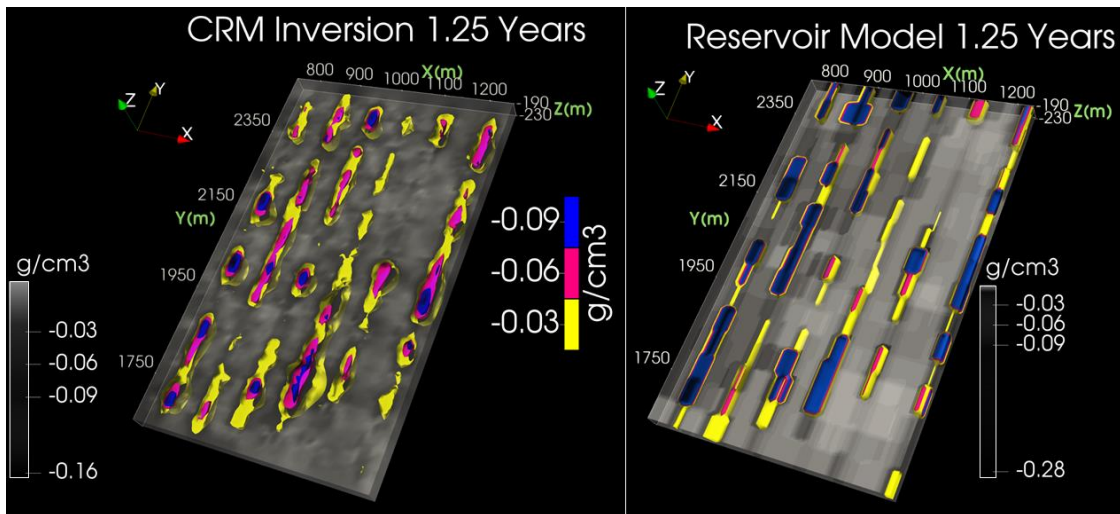 CRM Inversion 1.25 Years
X(m)
800
900
1000
1100
1200
-190
-230
Z(m)
Z
Y
X
2350
2150
Y(m)
1950
1750
-0.09
-0.06
-0.03
g/cm3
g/cm3
-0.03
-0.06
-0.09
-0.16
Reservoir Model 1.25 Years
X(m)
800
900
1000
1100
1200
-190
-230
Z(m)
Z
Y
X
2350
2150
Y(m)
1950
1750
g/cm3
-0.03
-0.06
-0.09
-0.28